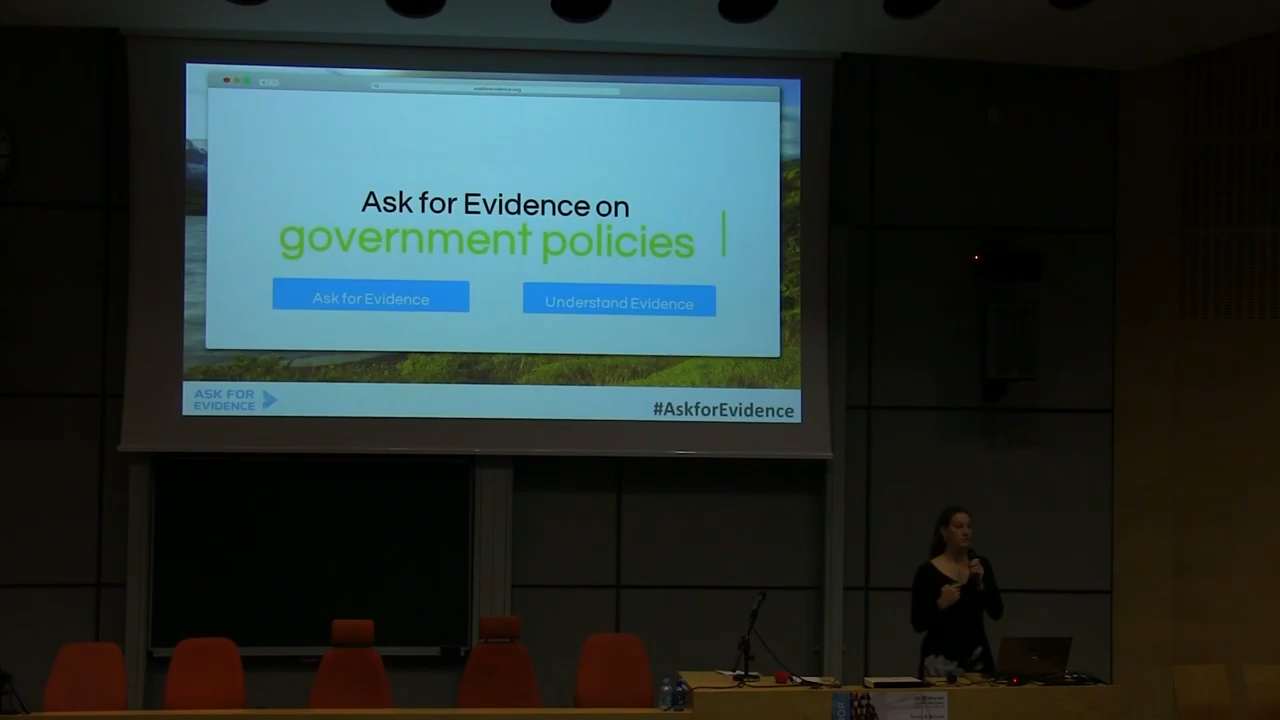 Ask for Evidence on
government policies
Ask for Evidence
Understand Evidence
ASK FOR
EVIDENCE
#AskforEvidence